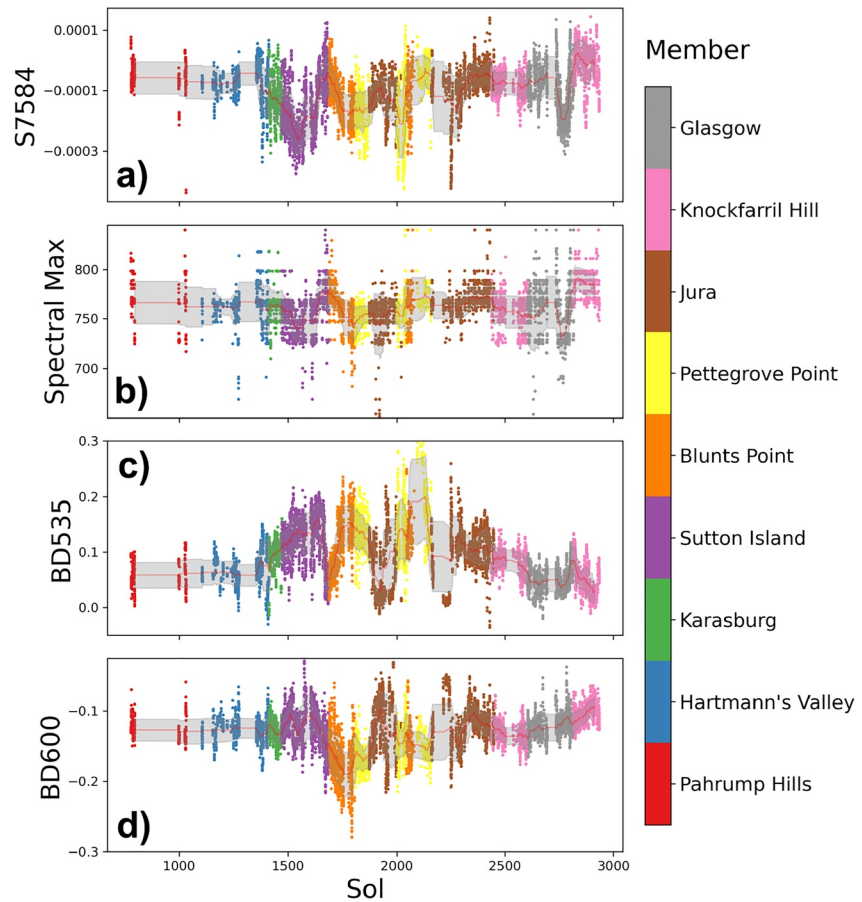 S7584
0.0001
−0.0001
−0.0003
a)
Spectral Max
800
750
700
b)
BD535
0.3
0.2
0.1
0.0
c)
BD600
−0.1
−0.2
−0.3
d)
1000
1500
2000
2500
3000
Sol
Member
Glasgow
Knockfarril Hill
Jura
Pettegrove Point
Blunts Point
Sutton Island
Karasburg
Hartmann's Valley
Pahrump Hills